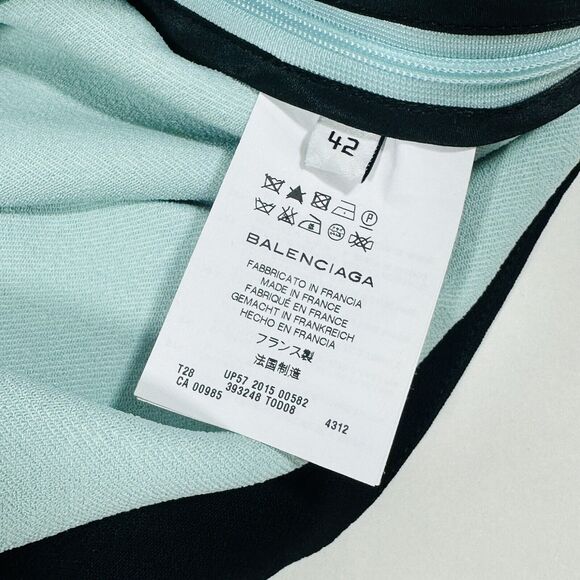 42
BALENCIAGA
FABBRICATO IN FRANCIA
MADE IN FRANCE
FABRIQUÉ EN FRANCE
GEMACHT IN FRANKREICH
HECHO EN FRANCIA
フランス製
法国制造
T28 UP57 2015 00582
CA 00985 393248 TOD08 4312